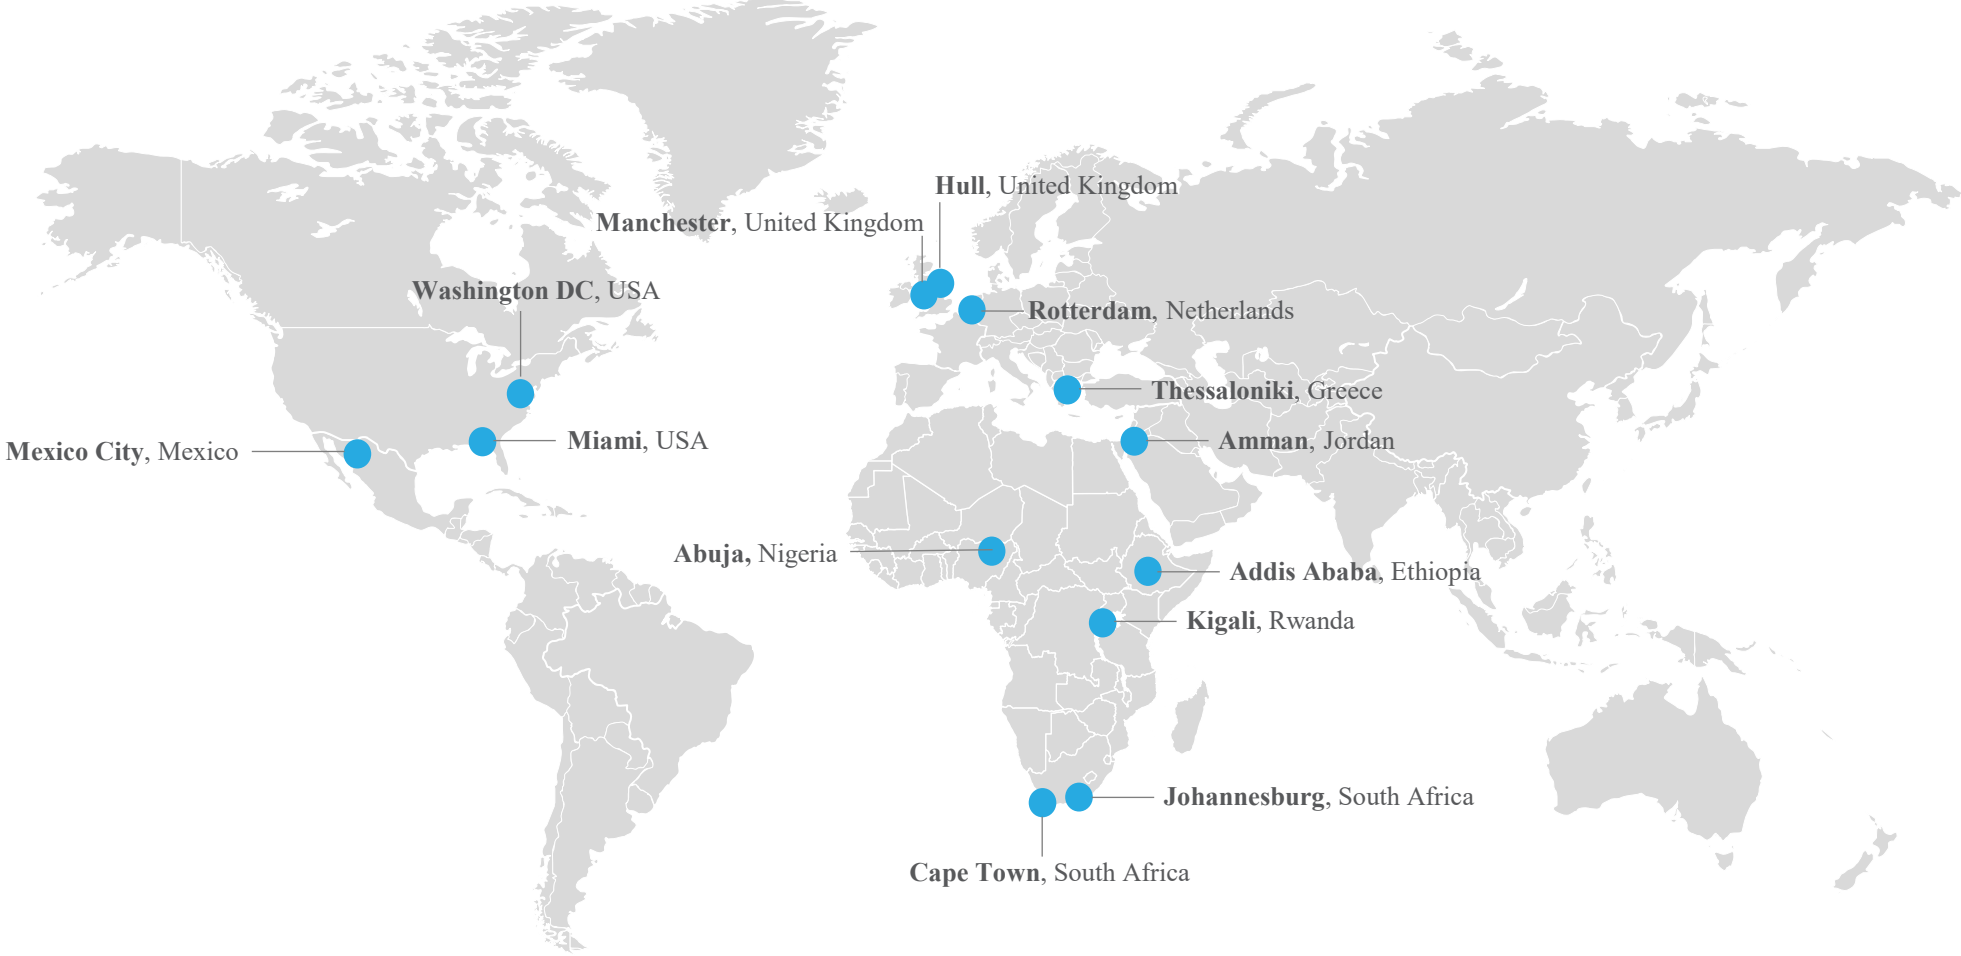 Hull, United Kingdom
Manchester, United Kingdom
Washington DC, USA
Rotterdam, Netherlands
Thessaloniki, Greece
Miami, USA
Amman, Jordan
Mexico City, Mexico
Abuja, Nigeria
Addis Ababa, Ethiopia
Kigali, Rwanda
Johannesburg, South Africa
Cape Town, South Africa